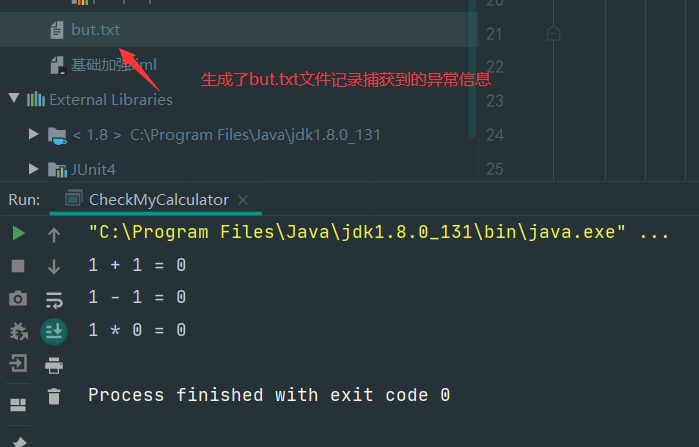 20
but.txt
21
基础加强.iml
生成了but.txt文件记录捕获到的异常信息
22
External Libraries
23
< 1.8 > C:\Program Files\Java\jdk1.8.0_131
24
JUnit4
25
Run: CheckMyCalculator
"C:\Program Files\Java\jdk1.8.0_131\bin\java.exe" ...
1 + 1 = 0
1 - 1 = 0
1 * 0 = 0
Process finished with exit code 0